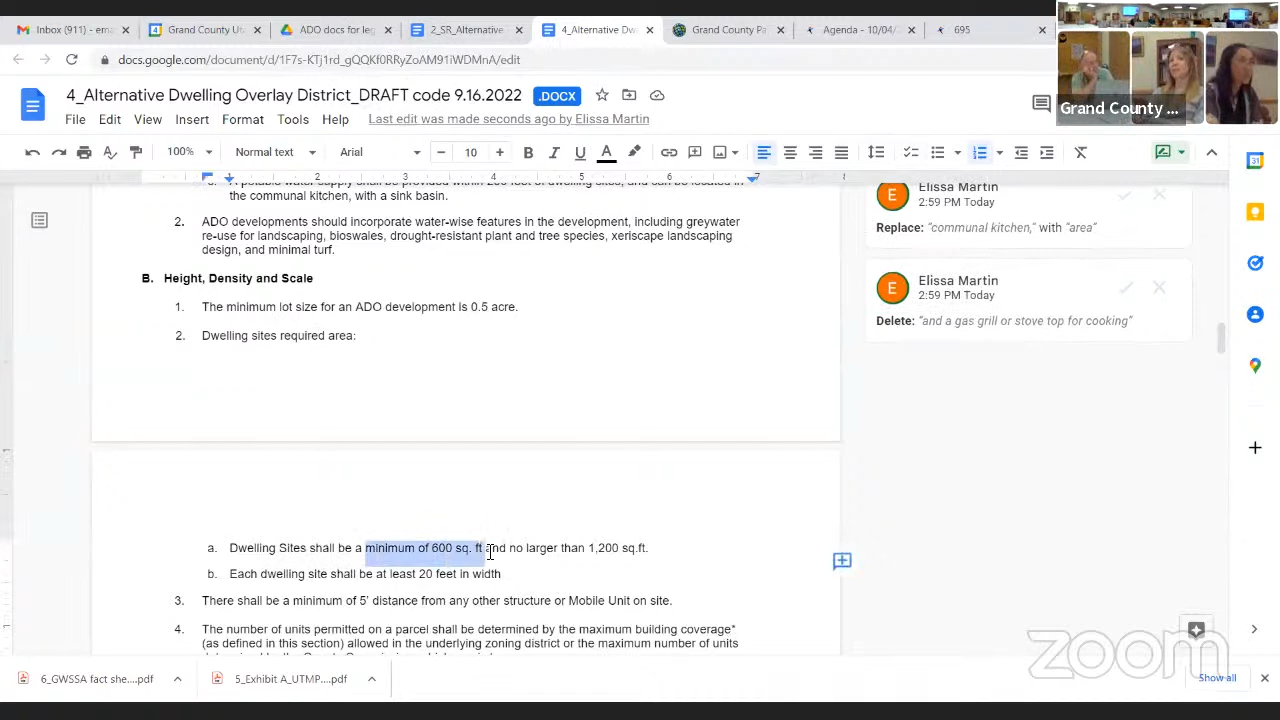 Inbox (911) - em
Grand County Ut
ADO docs fo
2_SR_Alternative
4_Alternative Dw
Grand County E
Agenda - 10/04/
695
docs.google.com/document/d/1F7s-KTj1rd_gQQKf0RRyZoAM91iWDMnA/edit
4_Alternative Dwelling Overlay District_DRAFT code 9.16.2022
.DOCX
File Edit View Insert Format Tools Help Last edit was made seconds ago by Elissa Martin
Grand County ...
100% Normal text Arial − 10 + B I U A
2 3 4 5 6 7 8
the communal kitchen, with a sink basin.
2. ADO developments should incorporate water-wise features in the development, including greywater
re-use for landscaping, bioswales, drought-resistant plant and tree species, xeriscape landscaping
design, and minimal turf.
B. Height, Density and Scale
1. The minimum lot size for an ADO development is 0.5 acre.
2. Dwelling sites required area:
a. Dwelling Sites shall be a minimum of 600 sq. ft and no larger than 1,200 sq.ft.
b. Each dwelling site shall be at least 20 feet in width
3. There shall be a minimum of 5' distance from any other structure or Mobile Unit on site.
4. The number of units permitted on a parcel shall be determined by the maximum building coverage*
(as defined in this section) allowed in the underlying zoning district or the maximum number of units
E
Elissa Martin
2:59 PM Today
Replace: "communal kitchen," with "area"
E
Elissa Martin
2:59 PM Today
Delete: "and a gas grill or stove top for cooking"
zoom
6_GWSSA fact she....pdf
5_Exhibit A_UTMP....pdf
Show all